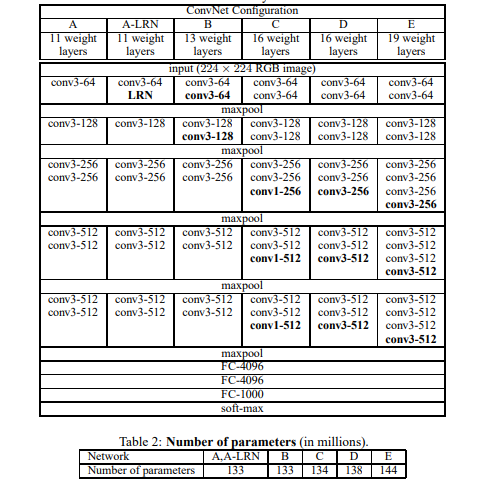 ConvNet Configuration
A A-LRN B C D E
11 weight 11 weight 13 weight 16 weight 16 weight 19 weight
layers layers layers layers layers layers
input (224 × 224 RGB image)
conv3-64 conv3-64 conv3-64 conv3-64 conv3-64 conv3-64
LRN conv3-64 conv3-64 conv3-64 conv3-64
maxpool
conv3-128 conv3-128 conv3-128 conv3-128 conv3-128 conv3-128
conv3-128 conv3-128 conv3-128 conv3-128
maxpool
conv3-256 conv3-256 conv3-256 conv3-256 conv3-256 conv3-256
conv3-256 conv3-256 conv3-256 conv3-256 conv3-256 conv3-256
conv1-256 conv3-256 conv3-256
conv3-256
maxpool
conv3-512 conv3-512 conv3-512 conv3-512 conv3-512 conv3-512
conv3-512 conv3-512 conv3-512 conv3-512 conv3-512 conv3-512
conv1-512 conv3-512 conv3-512
conv3-512
maxpool
conv3-512 conv3-512 conv3-512 conv3-512 conv3-512 conv3-512
conv3-512 conv3-512 conv3-512 conv3-512 conv3-512 conv3-512
conv1-512 conv3-512 conv3-512
conv3-512
maxpool
FC-4096
FC-4096
FC-1000
soft-max
Table 2: Number of parameters (in millions).
Network A,A-LRN B C D E
Number of parameters 133 133 134 138 144